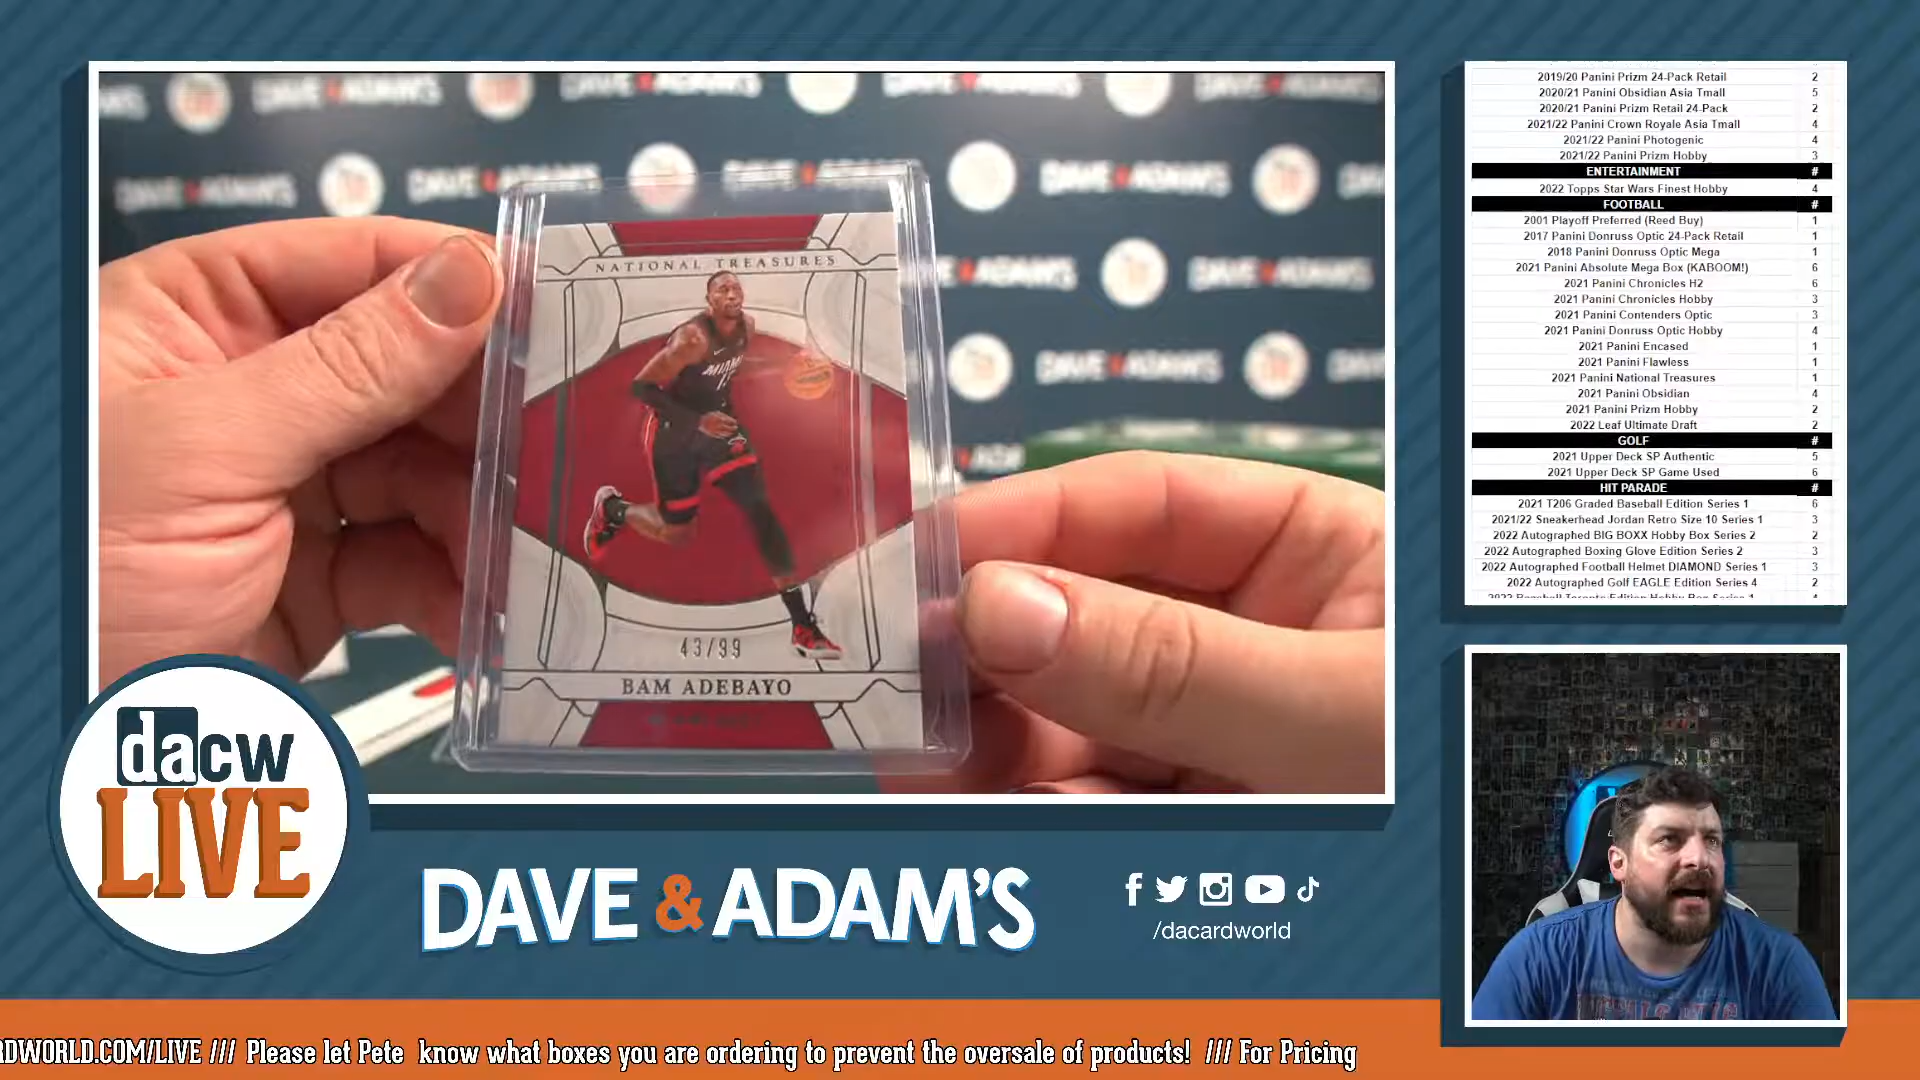 DAVE & ADAM'S
NATIONAL TREASURES
MIAMI
43/99
BAM ADEBAYO
dacw
LIVE
DAVE & ADAM'S
/dacardworld
2019/20 Panini Prizm 24-Pack Retail 2
2020/21 Panini Obsidian Asia Tmall 5
2020/21 Panini Prizm Retail 24-Pack 2
2021/22 Panini Crown Royale Asia Tmall 4
2021/22 Panini Photogenic 4
2021/22 Panini Prizm Hobby 3
ENTERTAINMENT #
2022 Topps Star Wars Finest Hobby 4
FOOTBALL #
2001 Playoff Preferred (Reed Buy) 1
2017 Panini Donruss Optic 24-Pack Retail 1
2018 Panini Donruss Optic Mega 1
2021 Panini Absolute Mega Box (KABOOM!) 6
2021 Panini Chronicles H2 6
2021 Panini Chronicles Hobby 3
2021 Panini Contenders Optic 3
2021 Panini Donruss Optic Hobby 4
2021 Panini Encased 1
2021 Panini Flawless 1
2021 Panini National Treasures 1
2021 Panini Obsidian 4
2021 Panini Prizm Hobby 2
2022 Leaf Ultimate Draft 2
GOLF #
2021 Upper Deck SP Authentic 5
2021 Upper Deck SP Game Used 6
HIT PARADE #
2021 T206 Graded Baseball Edition Series 1 6
2021/22 Sneakerhead Jordan Retro Size 10 Series 1 3
2022 Autographed BIG BOXX Hobby Box Series 2 2
2022 Autographed Boxing Glove Edition Series 2 3
2022 Autographed Football Helmet DIAMOND Series 1 3
2022 Autographed Golf EAGLE Edition Series 4 2
RDWORLD.COM/LIVE /// Please let Pete know what boxes you are ordering to prevent the oversale of products! /// For Pricing